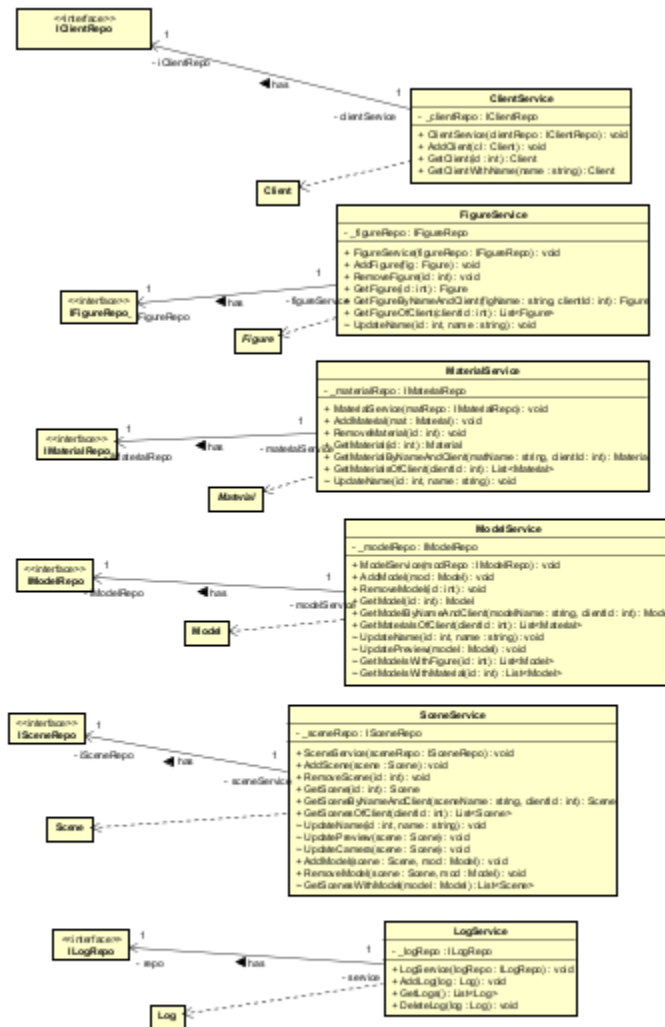 <<interface>>
IClientRepo
1
- iClientRepo
has
1
- clientService
ClientService
- _clientRepo : IClientRepo
+ ClientService(clientRepo : IClientRepo) : void
+ AddClient(cl : Client) : void
+ GetClient(id : int) : Client
+ GetClientWithName(name : string) : Client
Client
FigureService
- _figureRepo : IFigureRepo
+ FigureService(figureRepo : IFigureRepo) : void
+ AddFigure(fig : Figure) : void
+ RemoveFigure(id : int) : void
+ GetFigure(id : int) : Figure
+ GetFigureByNameAndClient(figName : string, clientId : int) : Figure
+ GetFigureOfClient(clientId : int) : List<Figure>
~ UpdateName(id : int, name : string) : void
<<interface>>
IFigureRepo
1
FigureRepo
has
1
- figureService
Figure
MaterialService
- _materialRepo : IMaterialRepo
+ MaterialService(matRepo : IMaterialRepo) : void
+ AddMaterial(mat : Material) : void
+ RemoveMaterial(id : int) : void
+ GetMaterial(id : int) : Material
+ GetMaterialByNameAndClient(matName : string, clientId : int) : Material
+ GetMaterialsOfClient(clientId : int) : List<Material>
~ UpdateName(id : int, name : string) : void
<<interface>>
IMaterialRepo
1
MaterialRepo
has
1
- materialService
Material
ModelService
- _modelRepo : IModelRepo
+ ModelService(modRepo : IModelRepo) : void
+ AddModel(mod : Model) : void
+ RemoveModel(id : int) : void
+ GetModel(id : int) : Model
+ GetModelByNameAndClient(modelName : string, clientId : int) : Mode
+ GetMaterialsOfClient(clientId : int) : List<Material>
~ UpdateName(id : int, name : string) : void
~ UpdatePreview(model : Model) : void
~ GetModelsWithFigure(id : int) : List<Model>
~ GetModelsWithMaterial(id : int) : List<Model>
<<interface>>
IModelRepo
1
- iModelRepo
has
1
- modelService
Model
SceneService
- _sceneRepo : ISceneRepo
+ SceneService(sceneRepo : ISceneRepo) : void
+ AddScene(scene : Scene) : void
+ RemoveScene(id : int) : void
+ GetScene(id : int) : Scene
+ GetSceneByNameAndClient(sceneName : string, clientId : int) : Scene
+ GetScenesOfClient(clientId : int) : List<Scene>
~ UpdateName(id : int, name : string) : void
~ UpdatePreview(scene : Scene) : void
~ UpdateCamera(scene : Scene) : void
+ AddModel(scene : Scene, mod : Model) : void
+ RemoveModel(scene : Scene, mod : Model) : void
~ GetScenesWithModel(model : Model) : List<Scene>
<<interface>>
ISceneRepo
1
- iSceneRepo
has
1
- sceneService
Scene
LogService
- _logRepo : ILogRepo
+ LogService(logRepo : ILogRepo) : void
+ AddLog(log : Log) : void
+ GetLogs() : List<Log>
+ DeleteLog(log : Log) : void
<<interface>>
ILogRepo
1
- repo
has
1
- service
Log